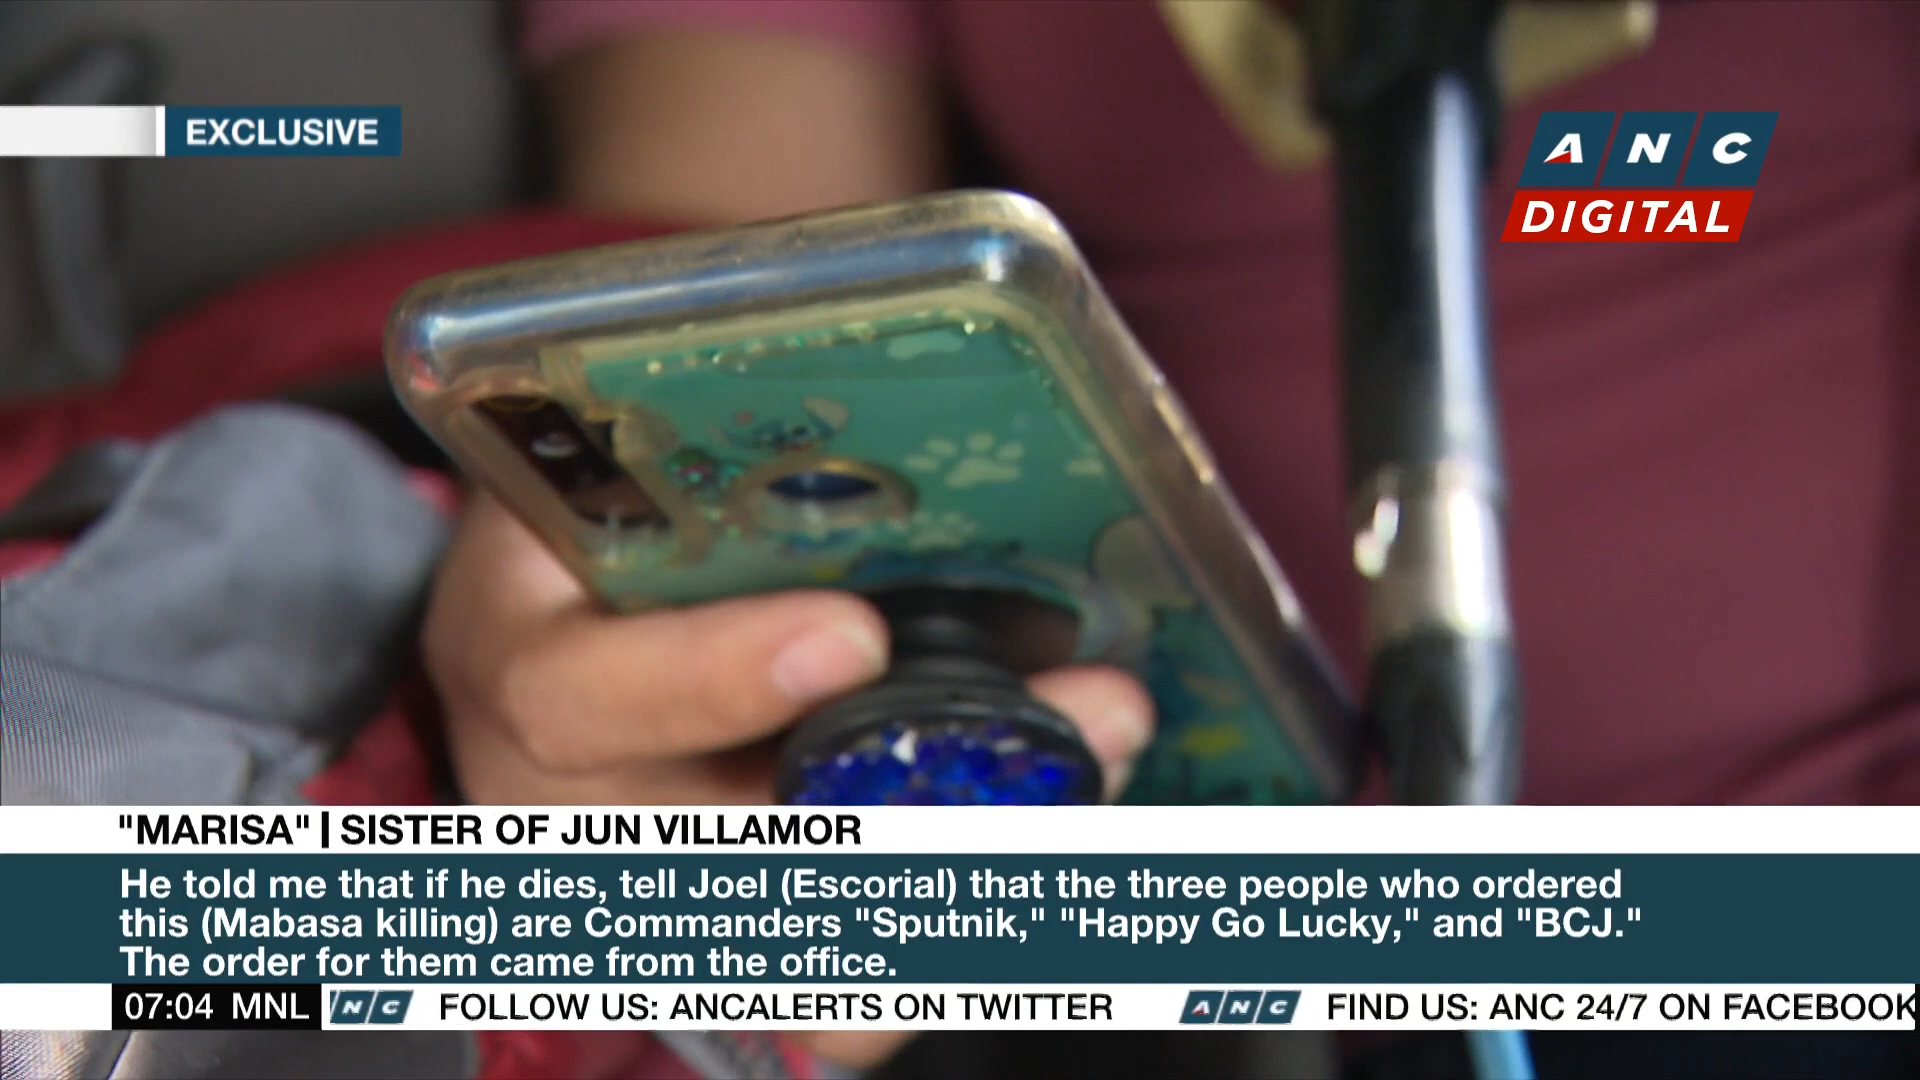 EXCLUSIVE
ANC
DIGITAL
"MARISA" | SISTER OF JUN VILLAMOR
He told me that if he dies, tell Joel (Escorial) that the three people who ordered
this (Mabasa killing) are Commanders "Sputnik," "Happy Go Lucky," and "BCJ."
The order for them came from the office.
07:04 MNL NC FOLLOW US: ANCALERTS ON TWITTER ANC FIND US: ANC 24/7 ON FACEBOOK